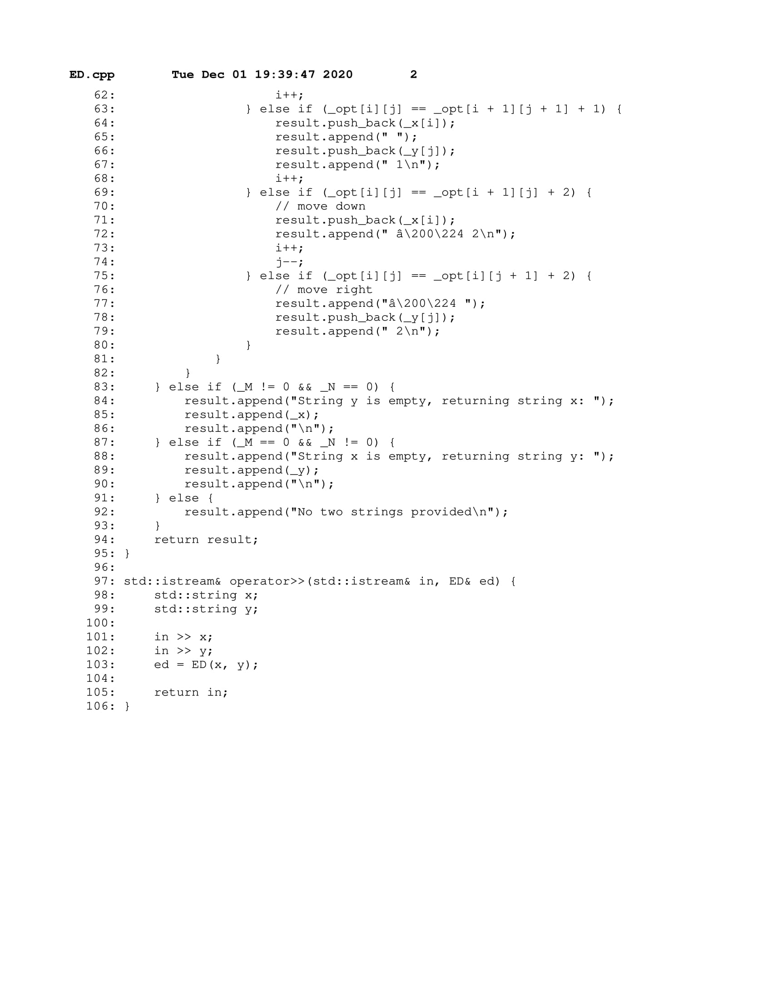 ED.cpp Tue Dec 01 19:39:47 2020 2
62:                     i++;
63:                 } else if (_opt[i][j] == _opt[i + 1][j + 1] + 1) {
64:                     result.push_back(_x[i]);
65:                     result.append(" ");
66:                     result.push_back(_y[j]);
67:                     result.append(" 1\n");
68:                     i++;
69:                 } else if (_opt[i][j] == _opt[i + 1][j] + 2) {
70:                     // move down
71:                     result.push_back(_x[i]);
72:                     result.append(" â\200\224 2\n");
73:                     i++;
74:                     j--;
75:                 } else if (_opt[i][j] == _opt[i][j + 1] + 2) {
76:                     // move right
77:                     result.append("â\200\224 ");
78:                     result.push_back(_y[j]);
79:                     result.append(" 2\n");
80:                 }
81:             }
82:         }
83:     } else if (_M != 0 && _N == 0) {
84:         result.append("String y is empty, returning string x: ");
85:         result.append(_x);
86:         result.append("\n");
87:     } else if (_M == 0 && _N != 0) {
88:         result.append("String x is empty, returning string y: ");
89:         result.append(_y);
90:         result.append("\n");
91:     } else {
92:         result.append("No two strings provided\n");
93:     }
94:     return result;
95: }
96:
97: std::istream& operator>>(std::istream& in, ED& ed) {
98:     std::string x;
99:     std::string y;
100:
101:     in >> x;
102:     in >> y;
103:     ed = ED(x, y);
104:
105:     return in;
106: }